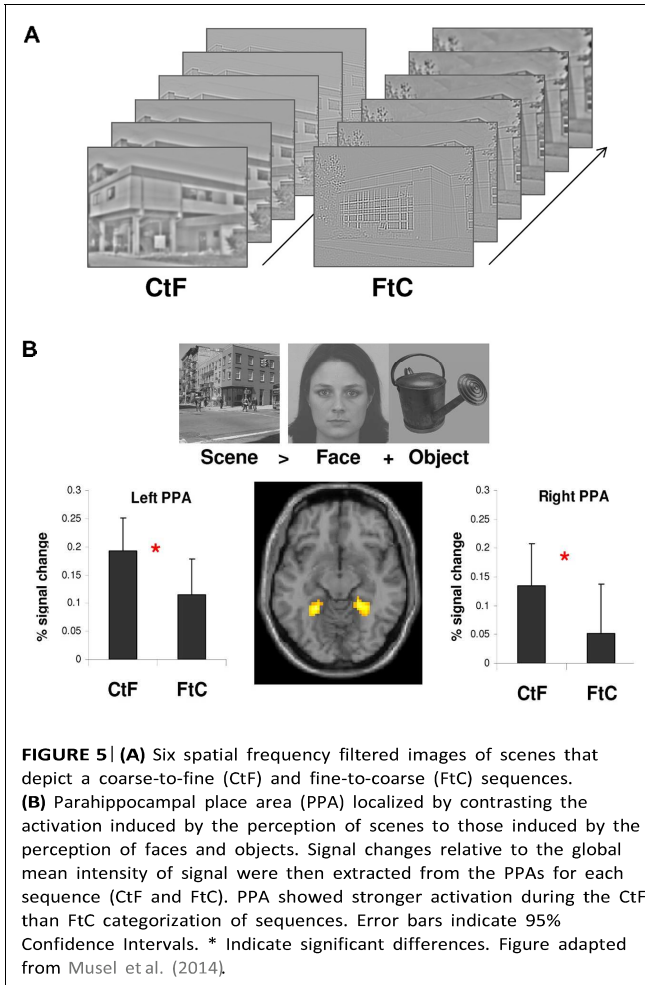 A
CtF
FtC
B
Scene > Face + Object
Left PPA
% signal change
0.3
0.25
0.2
0.15
0.1
0.05
0
*
CtF
FtC
Right PPA
% signal change
0.3
0.25
0.2
0.15
0.1
0.05
0
*
CtF
FtC
FIGURE 5 | (A) Six spatial frequency filtered images of scenes that
depict a coarse-to-fine (CtF) and fine-to-coarse (FtC) sequences.
(B) Parahippocampal place area (PPA) localized by contrasting the
activation induced by the perception of scenes to those induced by the
perception of faces and objects. Signal changes relative to the global
mean intensity of signal were then extracted from the PPAs for each
sequence (CtF and FtC). PPA showed stronger activation during the CtF
than FtC categorization of sequences. Error bars indicate 95%
Confidence Intervals. * Indicate significant differences. Figure adapted
from Musel et al. (2014).